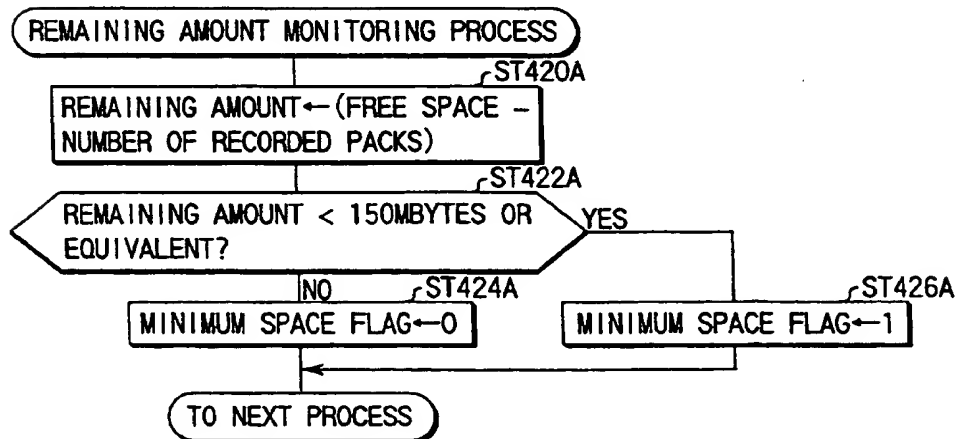 REMAINING AMOUNT MONITORING PROCESS
ST420A
REMAINING AMOUNT←(FREE SPACE –
NUMBER OF RECORDED PACKS)
ST422A
REMAINING AMOUNT < 150MBYTES OR
EQUIVALENT?
YES
NO
ST424A
MINIMUM SPACE FLAG←0
ST426A
MINIMUM SPACE FLAG←1
TO NEXT PROCESS